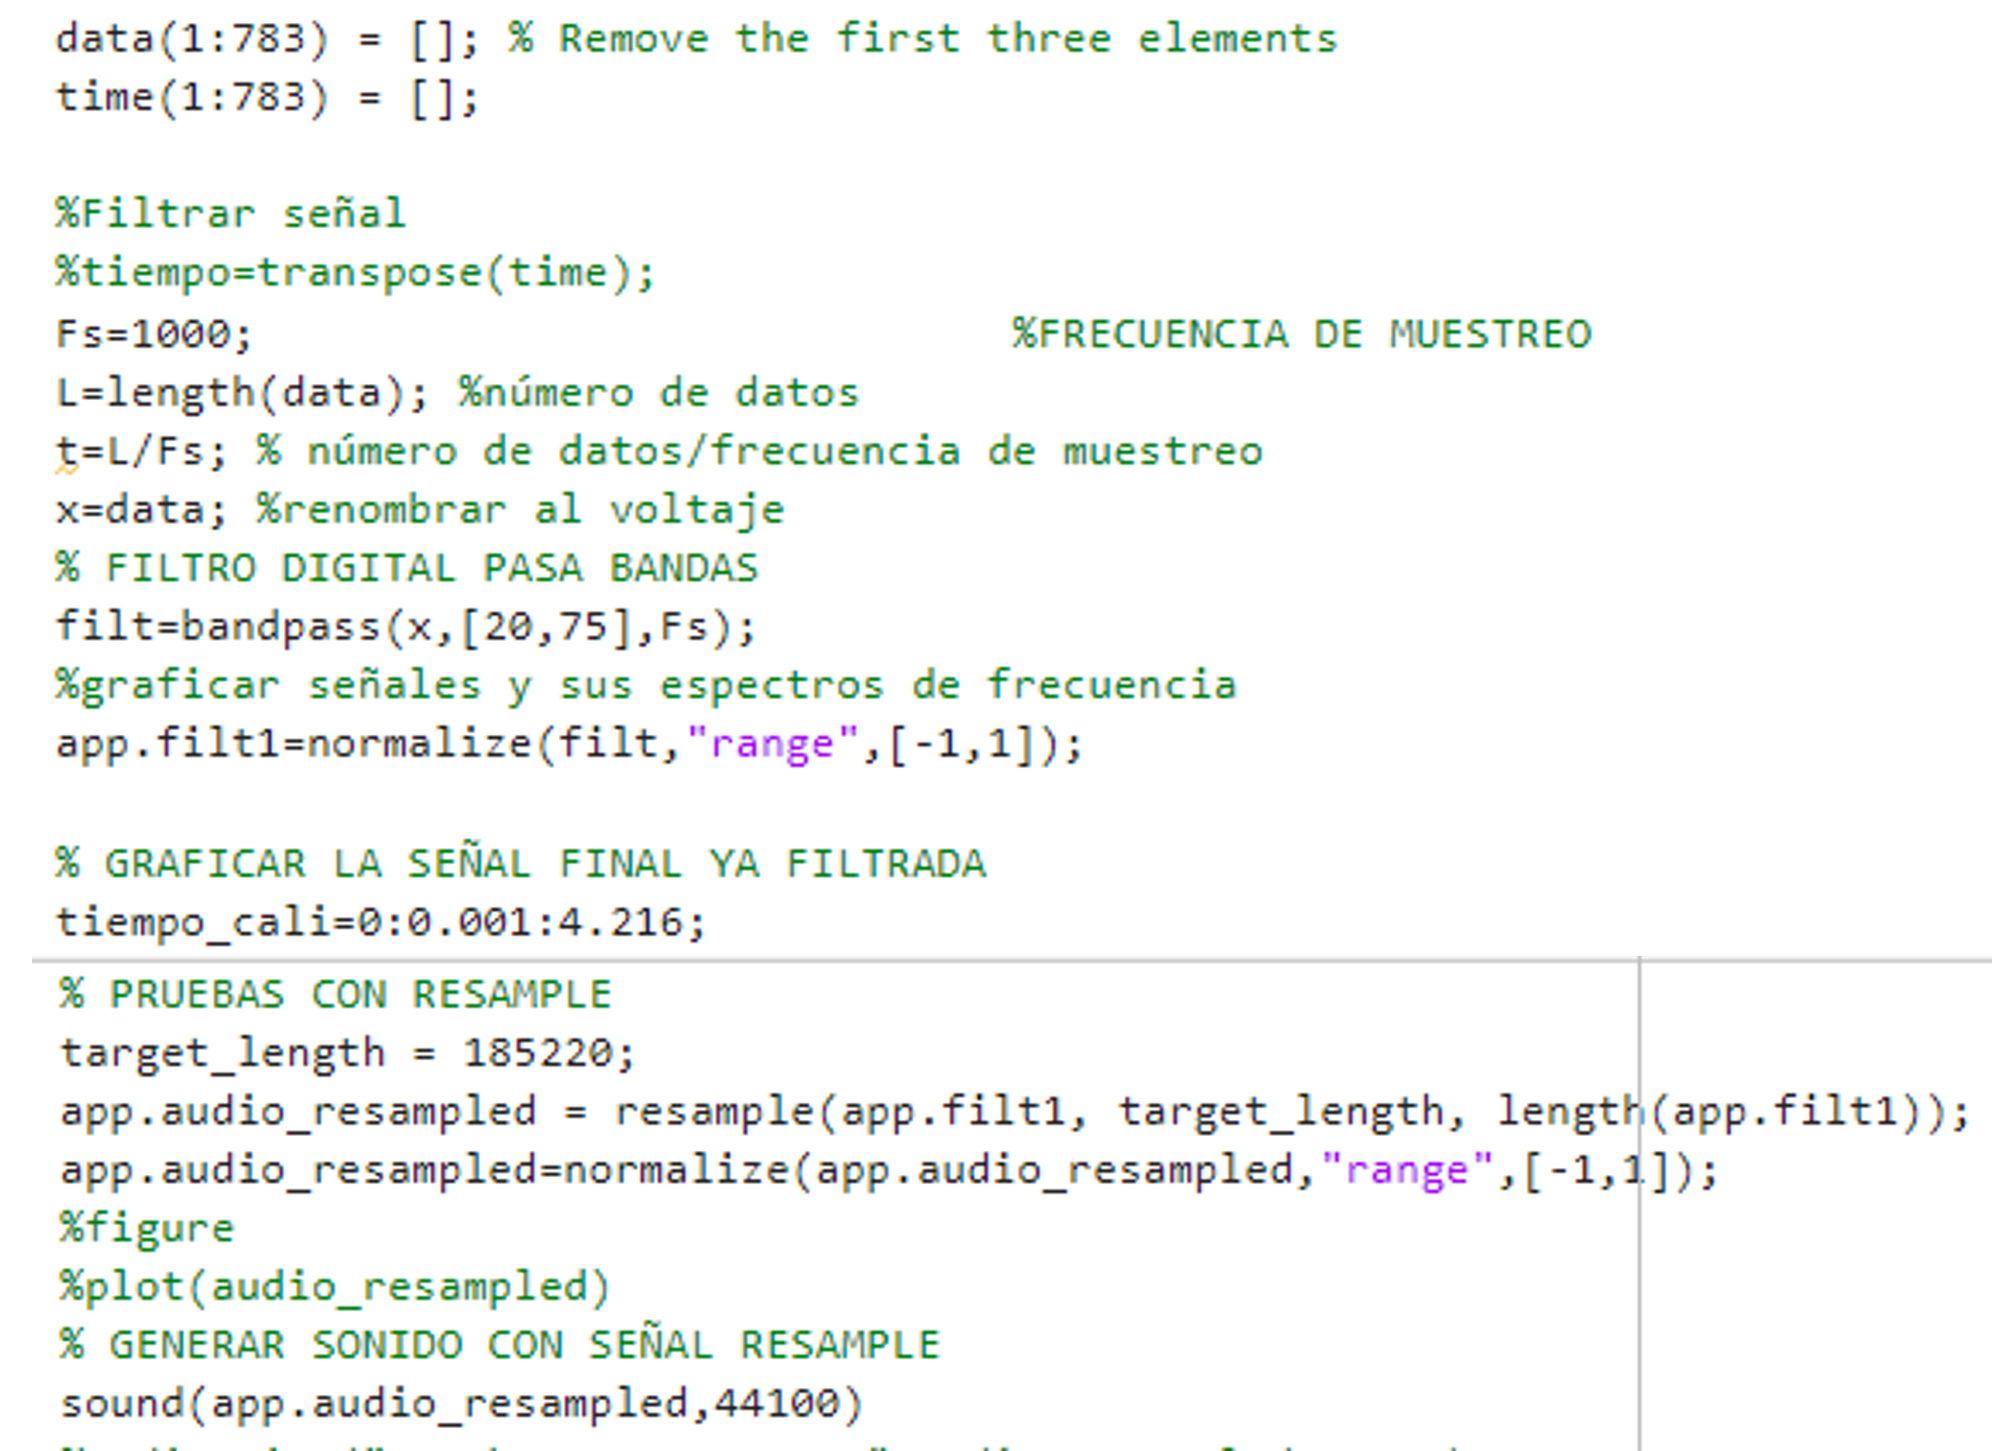 data(1:783) = []; % Remove the first three elements
time(1:783) = [];
%Filtrar señal
%tiempo=transpose(time);
Fs=1000; %FRECUENCIA DE MUESTREO
L=length(data); %número de datos
t=L/Fs; % número de datos/frecuencia de muestreo
x=data; %renombrar al voltaje
% FILTRO DIGITAL PASA BANDAS
filt=bandpass(x,[20,75],Fs);
%graficar señales y sus espectros de frecuencia
app.filt1=normalize(filt,"range",[-1,1]);
% GRAFICAR LA SEÑAL FINAL YA FILTRADA
tiempo_cali=0:0.001:4.216;
% PRUEBAS CON RESAMPLE
target_length = 185220;
app.audio_resampled = resample(app.filt1, target_length, length(app.filt1));
app.audio_resampled=normalize(app.audio_resampled,"range",[-1,1]);
%figure
%plot(audio_resampled)
% GENERAR SONIDO CON SEÑAL RESAMPLE
sound(app.audio_resampled,44100)